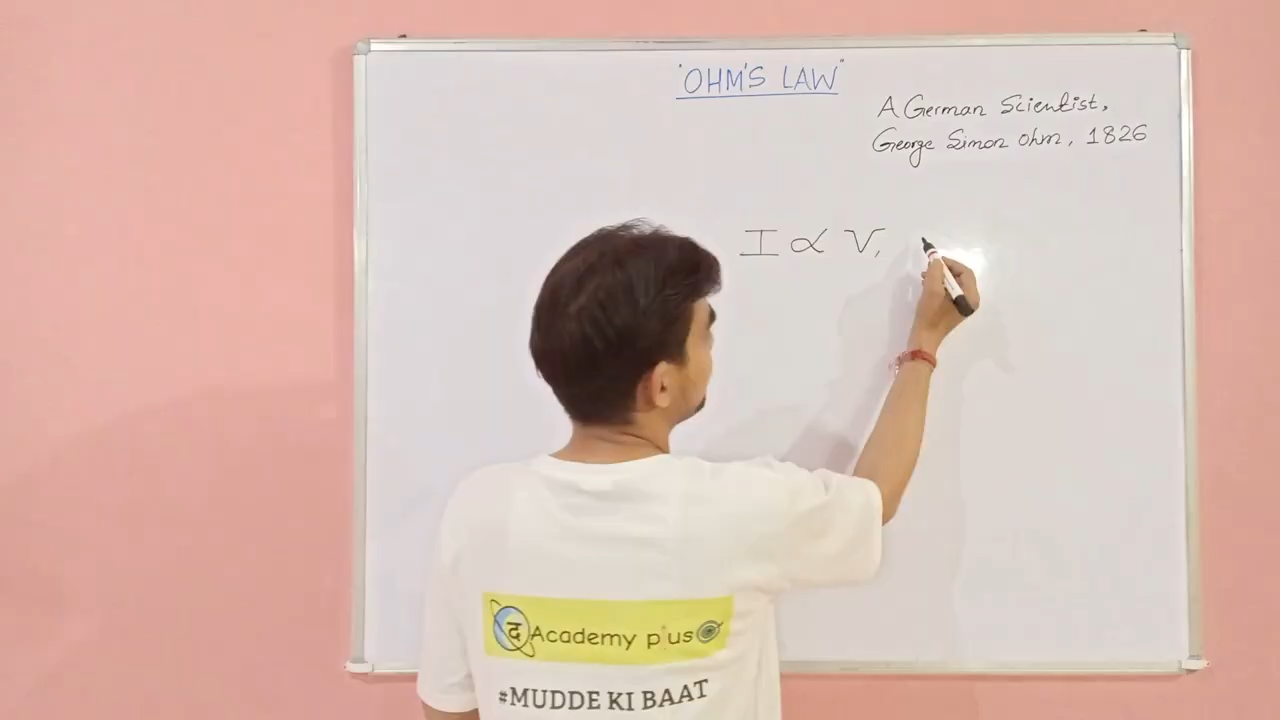 "OHM'S LAW"
A German Scientist,
George Simon ohm, 1826
I ∝ V,
द Academy plus
#MUDDE KI BAAT